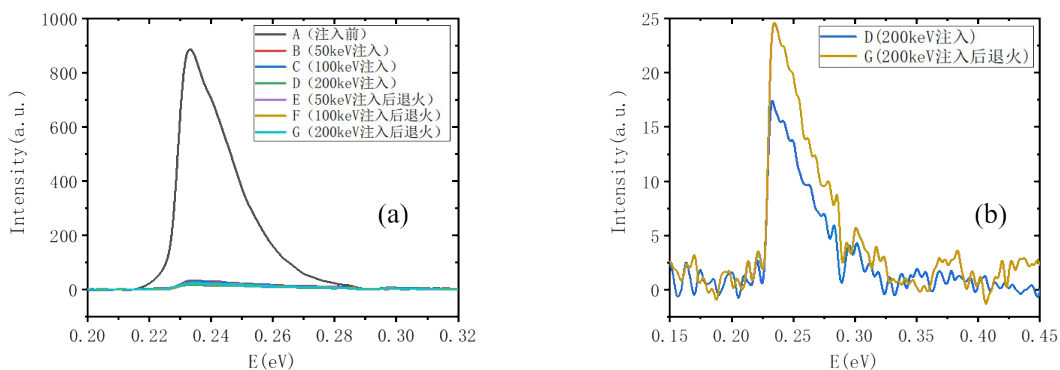 1000
800
600
400
200
0
Intensity(a.u.)
0.20
0.22
0.24
0.26
0.28
0.30
0.32
E(eV)
A（注入前）
B（50keV注入）
C（100keV注入）
D（200keV注入）
E（50keV注入后退火）
F（100keV注入后退火）
G（200keV注入后退火）
(a)
25
20
15
10
5
0
Intensity(a.u.)
0.15
0.20
0.25
0.30
0.35
0.40
0.45
E(eV)
D(200keV注入)
G(200keV注入后退火)
(b)